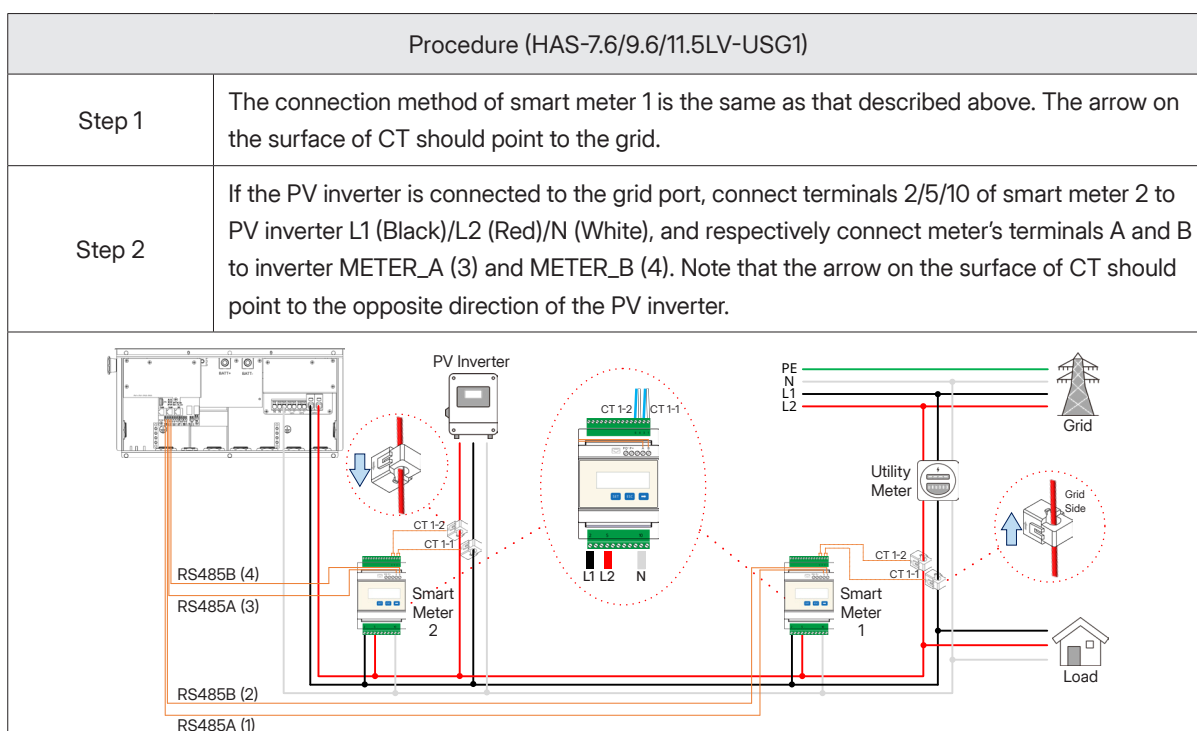 Procedure (HAS-7.6/9.6/11.5LV-USG1)
Step 1
The connection method of smart meter 1 is the same as that described above. The arrow on
the surface of CT should point to the grid.
Step 2
If the PV inverter is connected to the grid port, connect terminals 2/5/10 of smart meter 2 to
PV inverter L1 (Black)/L2 (Red)/N (White), and respectively connect meter's terminals A and B
to inverter METER_A (3) and METER_B (4). Note that the arrow on the surface of CT should
point to the opposite direction of the PV inverter.
BATT+
BATT-
PV Inverter
CT 1-2
CT 1-1
L1
L2
N
PE
N
L1
L2
Grid
Utility
Meter
Grid
Side
CT 1-2
CT 1-1
CT 1-2
CT 1-1
RS485B (4)
RS485A (3)
Smart
Meter
2
Smart
Meter
1
Load
RS485B (2)
RS485A (1)